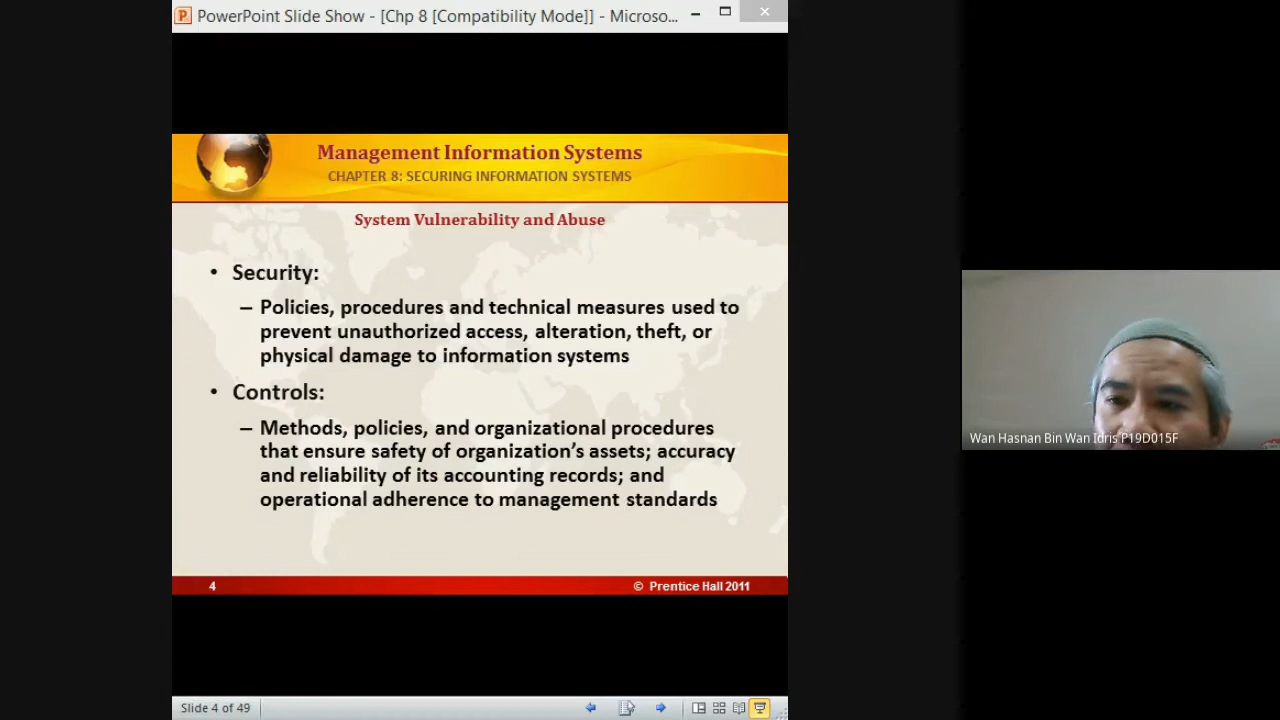 PowerPoint Slide Show - [Chp 8 [Compatibility Mode]] - Microso...
Management Information Systems
CHAPTER 8: SECURING INFORMATION SYSTEMS
System Vulnerability and Abuse
• Security:
– Policies, procedures and technical measures used to
prevent unauthorized access, alteration, theft, or
physical damage to information systems
• Controls:
– Methods, policies, and organizational procedures
that ensure safety of organization’s assets; accuracy
and reliability of its accounting records; and
operational adherence to management standards
4
© Prentice Hall 2011
Slide 4 of 49
Wan Hasnan Bin Wan Idris P19D015F